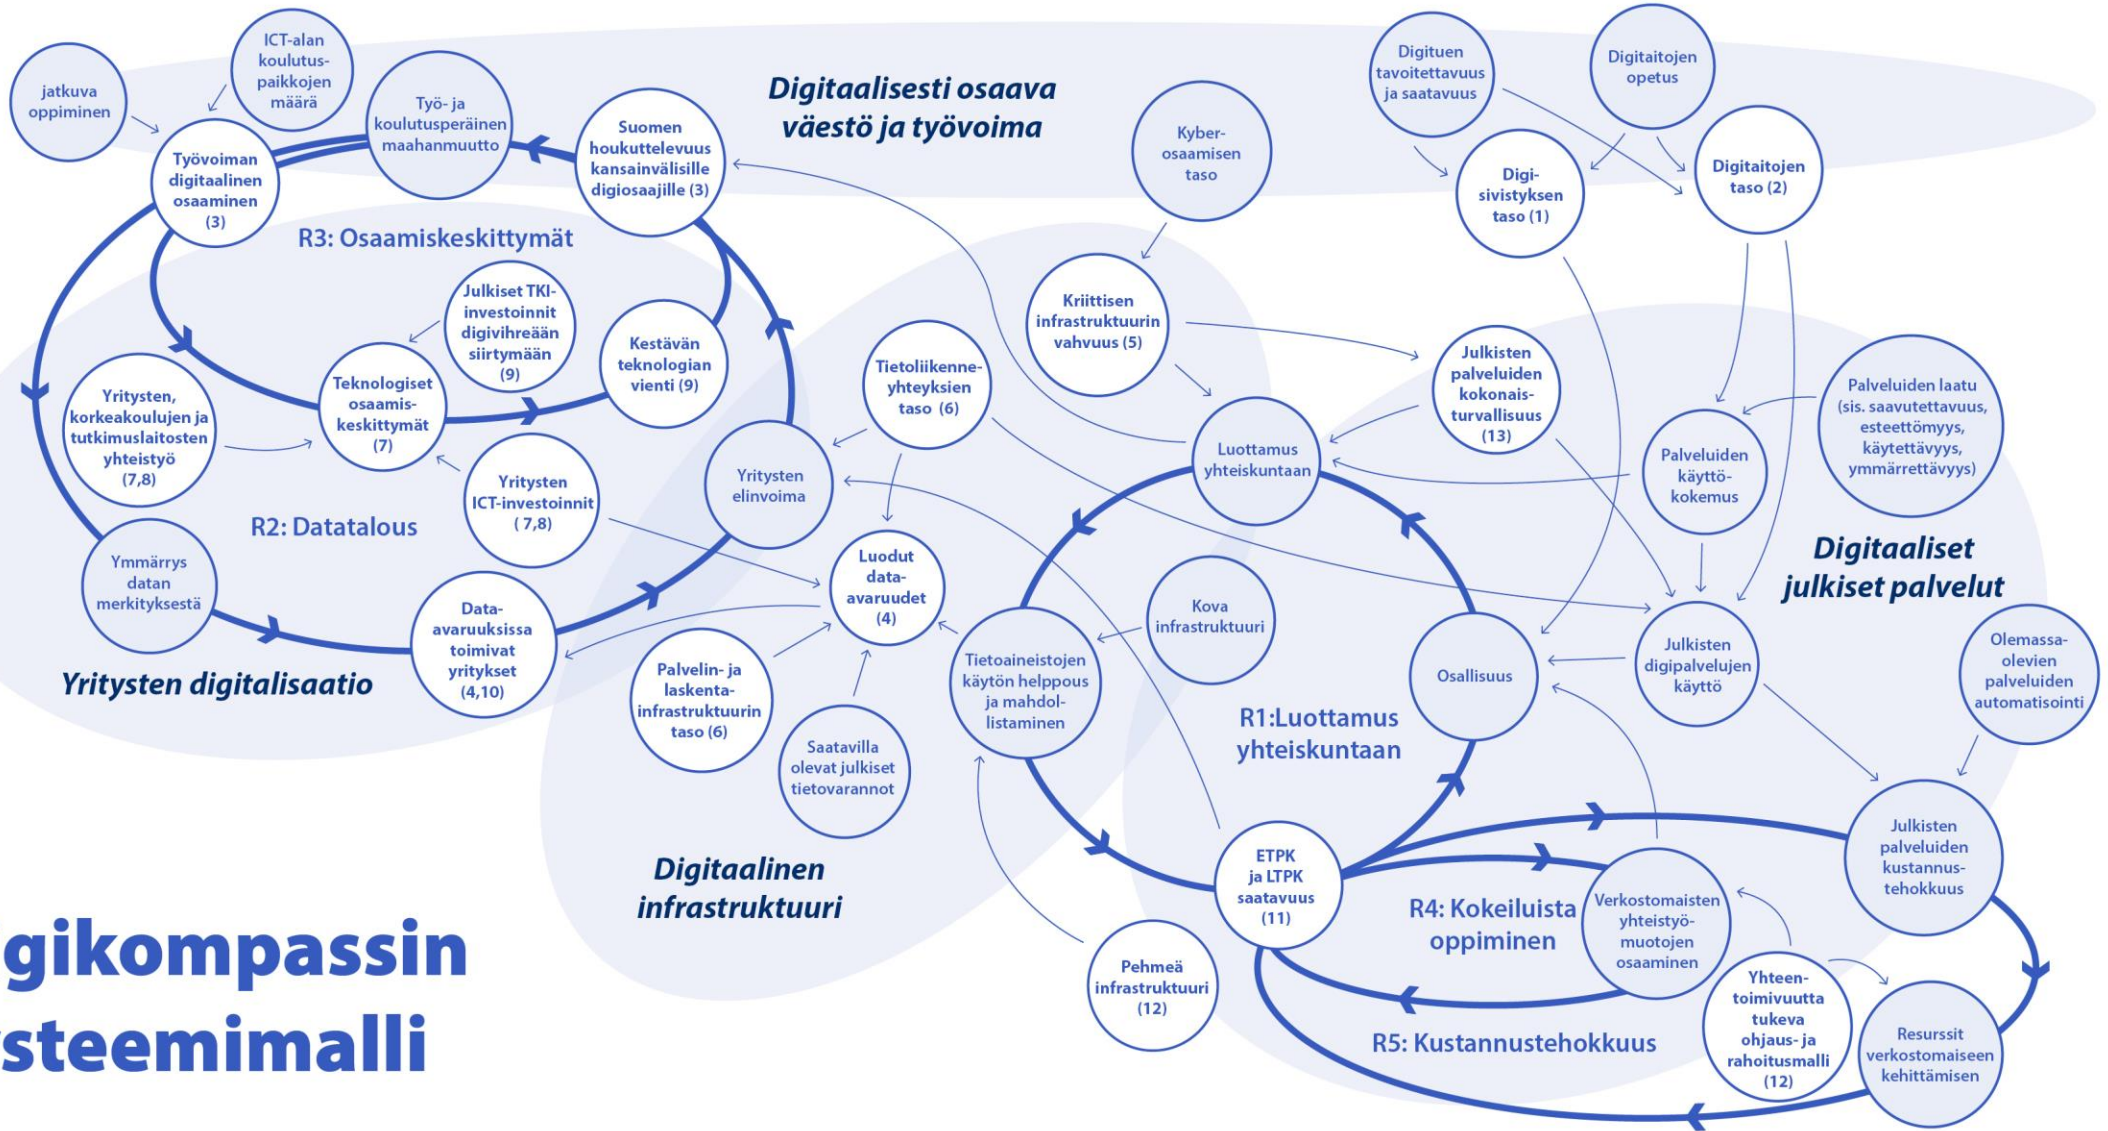 jatkuva
oppiminen
ICT-alan
koulutus-
paikkojen
määrä
Työ- ja
koulutusperäinen
maahanmuutto
Suomen
houkuttelevuus
kansainvälisille
digiosaajille (3)
Digitaalisesti osaava
väestö ja työvoima
Kyber-
osaamisen
taso
Digituen
tavoitettavuus
ja saatavuus
Digitaitojen
opetus
Työvoiman
digitaalinen
osaaminen
(3)
Digi-
sivistyksen
taso (1)
Digitaitojen
taso (2)
R3: Osaamiskeskittymät
Julkiset TKI-
investoinnit
digivihreään
siirtymään
(9)
Kestävän
teknologian
vienti (9)
Kriittisen
infrastruktuurin
vahvuus (5)
Yritysten,
korkeakoulujen ja
tutkimuslaitosten
yhteistyö
(7,8)
Teknologiset
osaamis-
keskittymät
(7)
Tietoliikenne-
yhteyksien
taso (6)
Julkisten
palveluiden
kokonais-
turvallisuus
(13)
Palveluiden laatu
(sis. saavutettavuus,
esteettömyys,
käytettävyys,
ymmärrettävyys)
Yritysten
ICT-investoinnit
( 7,8)
Yritysten
elinvoima
Luottamus
yhteiskuntaan
Palveluiden
käyttö-
kokemus
R2: Datatalous
Ymmärrys
datan
merkityksestä
Data-
avaruuksissa
toimivat
yritykset
(4,10)
Luodut
data-
avaruudet
(4)
Kova
infrastruktuuri
Digitaaliset
julkiset palvelut
Yritysten digitalisaatio
Palvelin- ja
laskenta-
infrastruktuurin
taso (6)
Tietoaineistojen
käytön helppous
ja mahdol-
listaminen
Osallisuus
Julkisten
digipalvelujen
käyttö
Olemassa-
olevien
palveluiden
automatisointi
Saatavilla
olevat julkiset
tietovarannot
R1:Luottamus
yhteiskuntaan
Digitaalinen
infrastruktuuri
ETPK
ja LTPK
saatavuus
(11)
Julkisten
palveluiden
kustannus-
tehokkuus
R4: Kokeiluista
oppiminen
Verkostomaisten
yhteistyö-
muotojen
osaaminen
Pehmeä
infrastruktuuri
(12)
Yhteen-
toimivuutta
tukeva
ohjaus- ja
rahoitusmalli
(12)
R5: Kustannustehokkuus
Resurssit
verkostomaiseen
kehittämisen
gikompassin
steemimalli